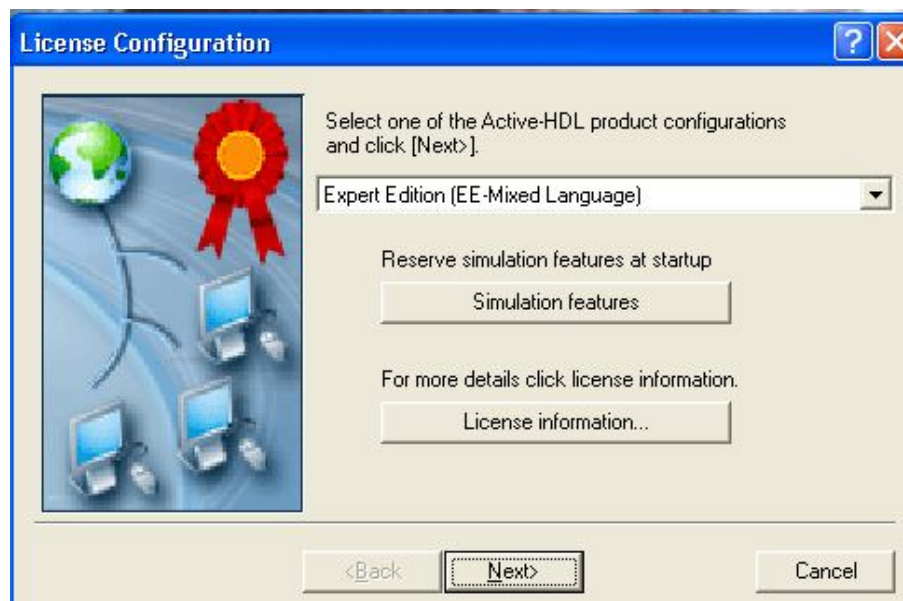 License Configuration
Select one of the Active-HDL product configurations
and click [Next>].
Expert Edition (EE-Mixed Language)
Reserve simulation features at startup
Simulation features
For more details click license information.
License information...
<Back
Next>
Cancel